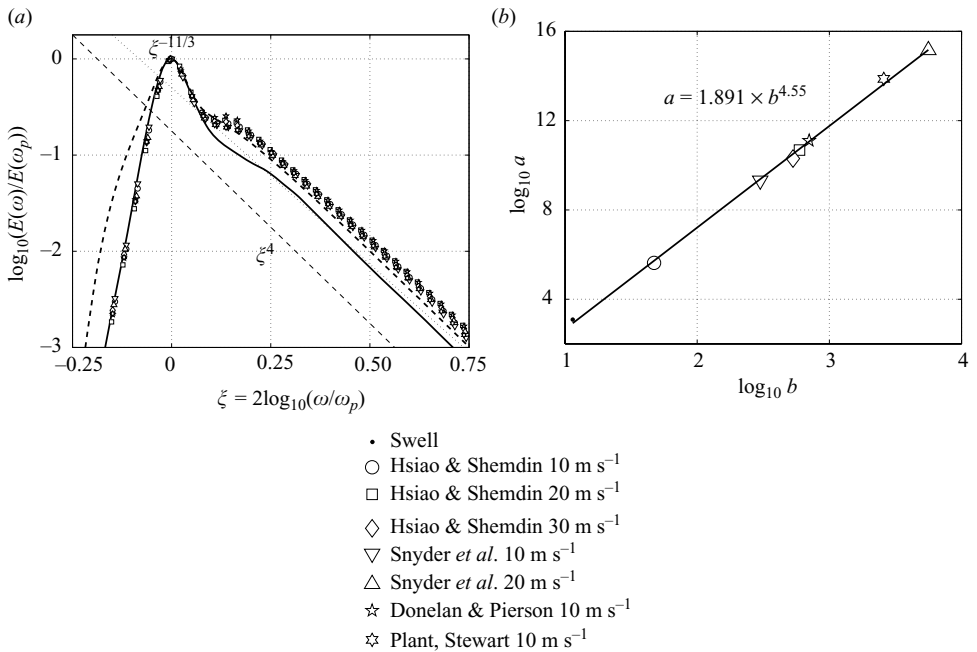 (a)
ξ–11/3
ξ4
0
–1
–2
–3
log10(E(ω)/E(ωp))
–0.25 0 0.25 0.50 0.75
ξ = 2log10(ω/ωp)
(b)
16
12
8
4
log10 a
a = 1.891 × b4.55
1 2 3 4
log10 b
Swell
Hsiao & Shemdin 10 m s–1
Hsiao & Shemdin 20 m s–1
Hsiao & Shemdin 30 m s–1
Snyder et al. 10 m s–1
Snyder et al. 20 m s–1
Donelan & Pierson 10 m s–1
Plant, Stewart 10 m s–1